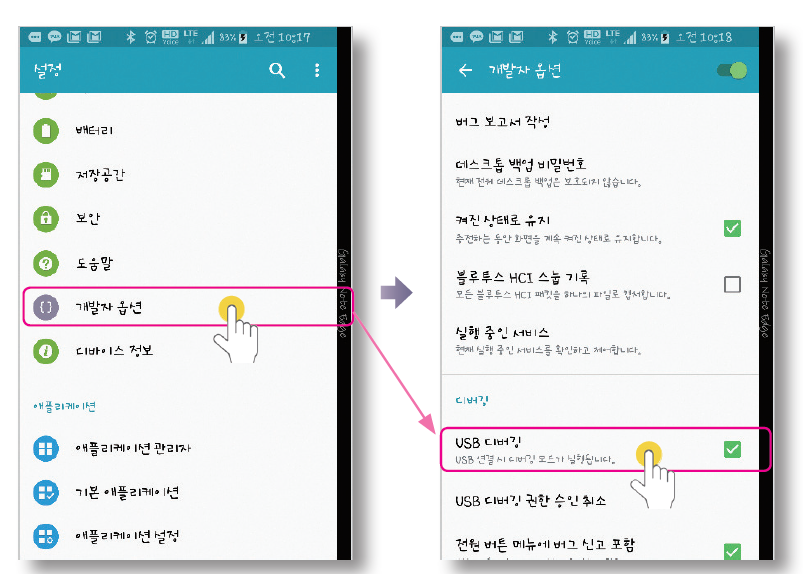 83% 오전 10:17
설정
배터리
저장공간
보안
도움말
개발자 옵션
디바이스 정보
애플리케이션
애플리케이션 관리자
기본 애플리케이션
애플리케이션 설정
Galaxy Note Edge
83% 오전 10:18
개발자 옵션
버그 보고서 작성
데스크톱 백업 비밀번호
현재 전체 데스크톱 백업은 보호되지 않습니다.
켜진 상태로 유지
충전하는 동안 화면을 계속 켜진 상태로 유지합니다.
블루투스 HCI 스눕 기록
모든 블루투스 HCI 패킷을 하나의 파일로 캡처합니다.
실행 중인 서비스
현재 실행 중인 서비스를 확인하고 제어합니다.
디버깅
USB 디버깅
USB 연결 시 디버깅 모드가 실행됩니다.
USB 디버깅 권한 승인 취소
전원 버튼 메뉴에 버그 신고 포함
Galaxy Note Edge